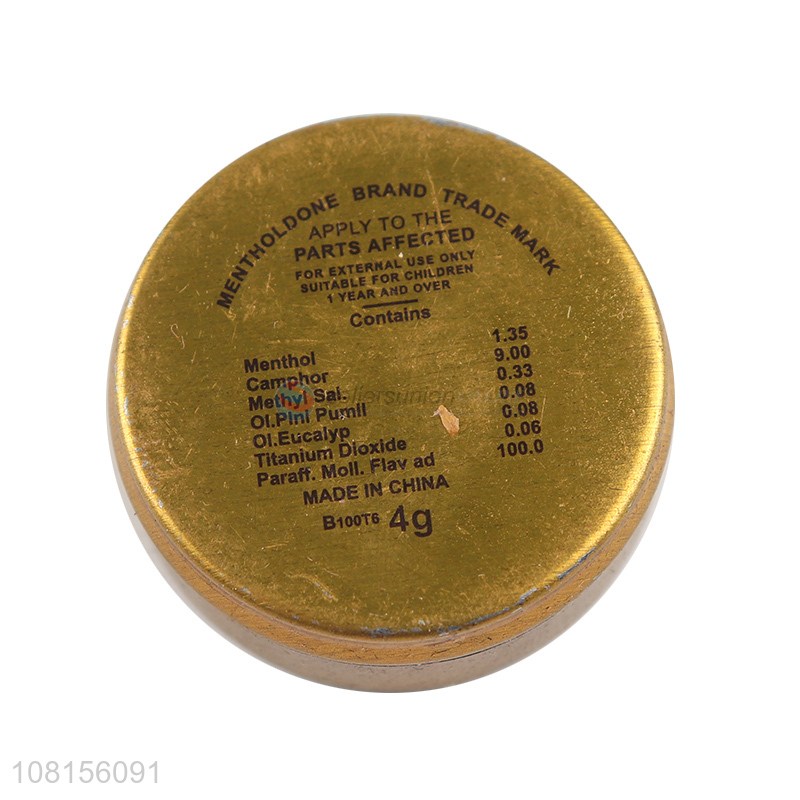 MENTHOLDONE BRAND TRADE MARK
APPLY TO THE
PARTS AFFECTED
FOR EXTERNAL USE ONLY
SUITABLE FOR CHILDREN
1 YEAR AND OVER
Contains
Menthol 1.35
Camphor 9.00
Methyl Sal. 0.33
Ol.Pini Pumil 0.08
Ol.Eucalyp 0.08
Titanium Dioxide 0.06
Paraff. Moll. Flav ad 100.0
MADE IN CHINA
B100T6 4g
108156091